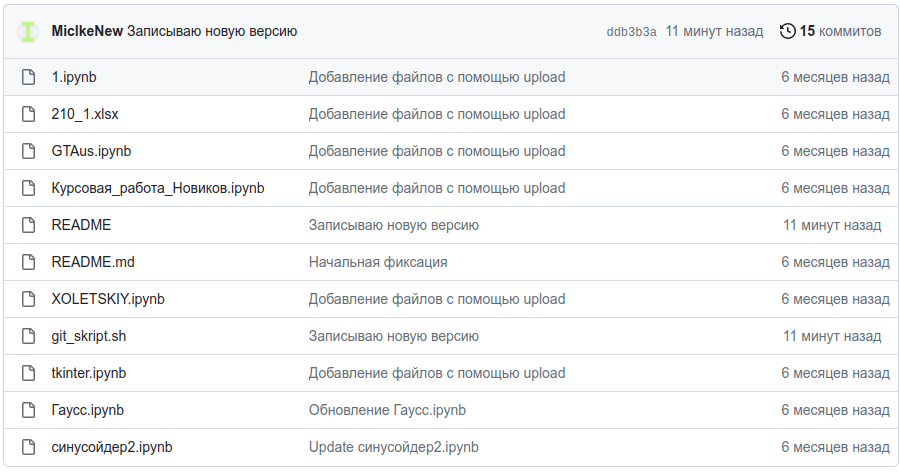 MiclkeNew Записываю новую версию ddb3b3a 11 минут назад 15 коммитов
1.ipynb Добавление файлов с помощью upload 6 месяцев назад
210_1.xlsx Добавление файлов с помощью upload 6 месяцев назад
GTAus.ipynb Добавление файлов с помощью upload 6 месяцев назад
Курсовая_работа_Новиков.ipynb Добавление файлов с помощью upload 6 месяцев назад
README Записываю новую версию 11 минут назад
README.md Начальная фиксация 6 месяцев назад
XOLETSKIY.ipynb Добавление файлов с помощью upload 6 месяцев назад
git_skript.sh Записываю новую версию 11 минут назад
tkinter.ipynb Добавление файлов с помощью upload 6 месяцев назад
Гаусс.ipynb Обновление Гаусс.ipynb 6 месяцев назад
синусойдер2.ipynb Update синусойдер2.ipynb 6 месяцев назад